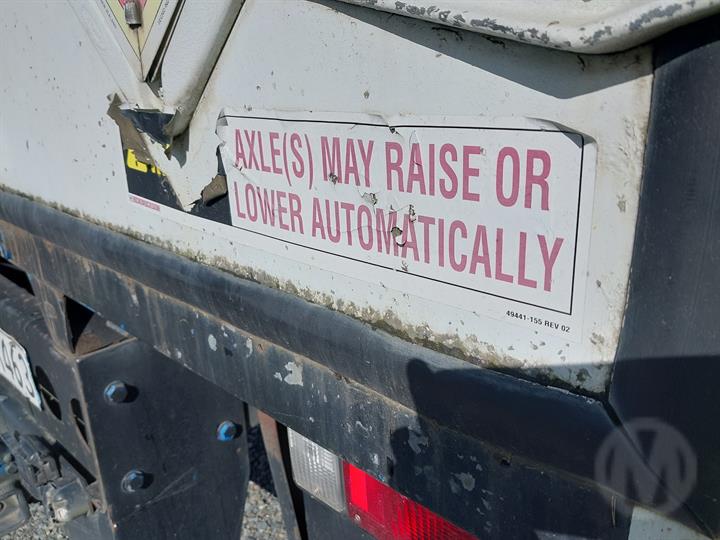 AXLE(S) MAY RAISE OR
LOWER AUTOMATICALLY
49441-155 REV 02
M